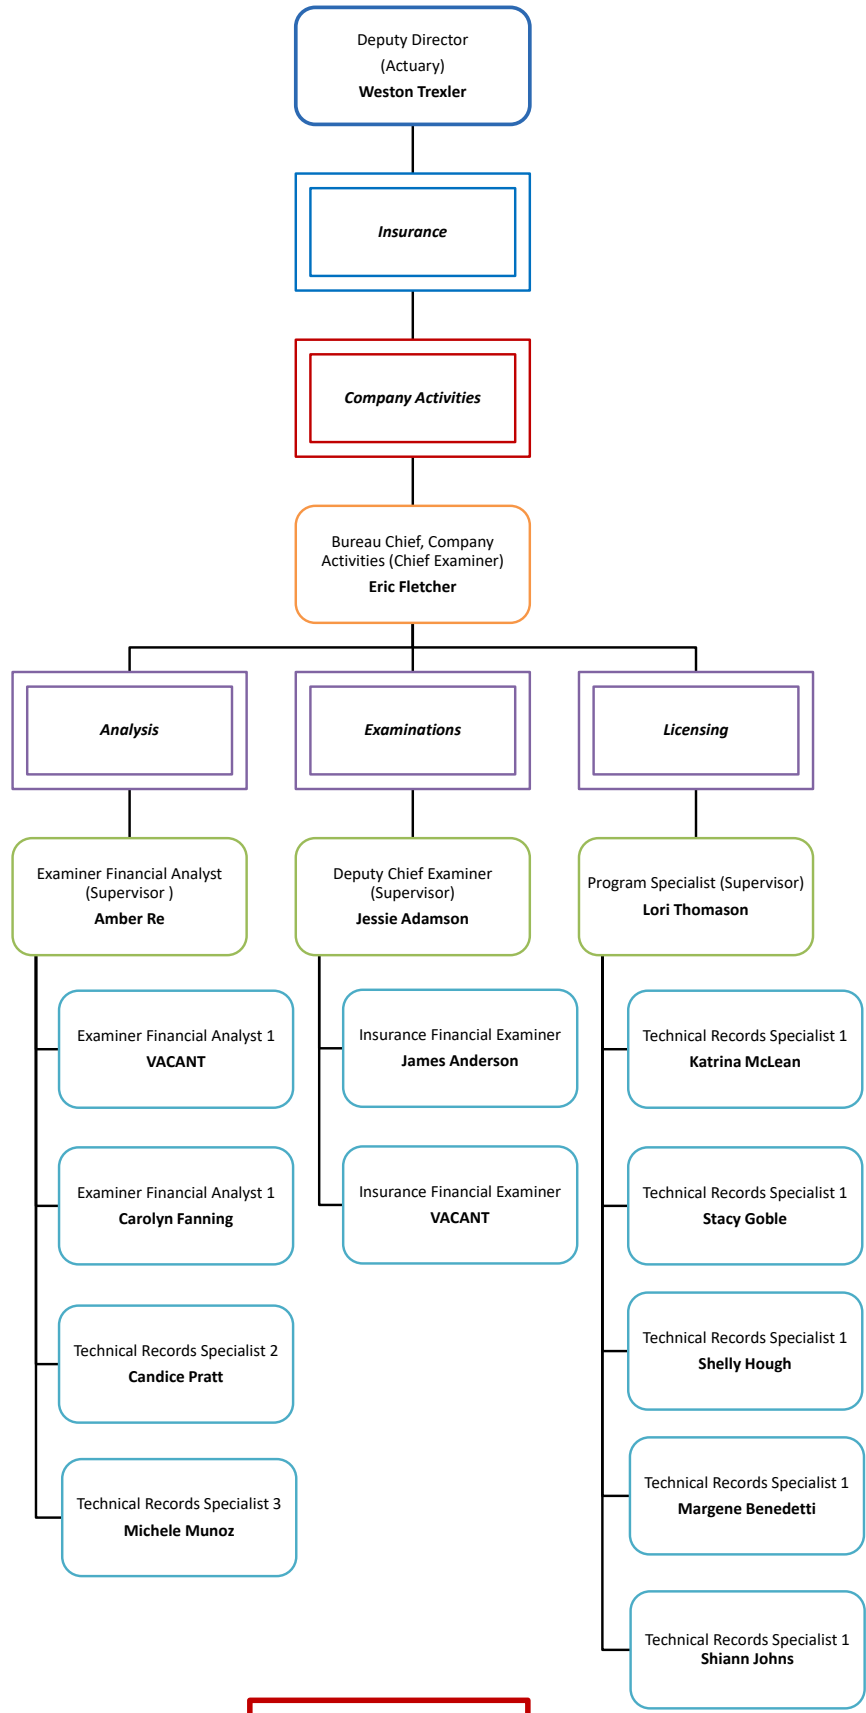 Deputy Director
(Actuary)
Weston Trexler
Insurance
Company Activities
Bureau Chief, Company
Activities (Chief Examiner)
Eric Fletcher
Analysis
Examinations
Licensing
Examiner Financial Analyst
(Supervisor )
Amber Re
Deputy Chief Examiner
(Supervisor)
Jessie Adamson
Program Specialist (Supervisor)
Lori Thomason
Examiner Financial Analyst 1
VACANT
Examiner Financial Analyst 1
Carolyn Fanning
Technical Records Specialist 2
Candice Pratt
Technical Records Specialist 3
Michele Munoz
Insurance Financial Examiner
James Anderson
Insurance Financial Examiner
VACANT
Technical Records Specialist 1
Katrina McLean
Technical Records Specialist 1
Stacy Goble
Technical Records Specialist 1
Shelly Hough
Technical Records Specialist 1
Margene Benedetti
Technical Records Specialist 1
Shiann Johns